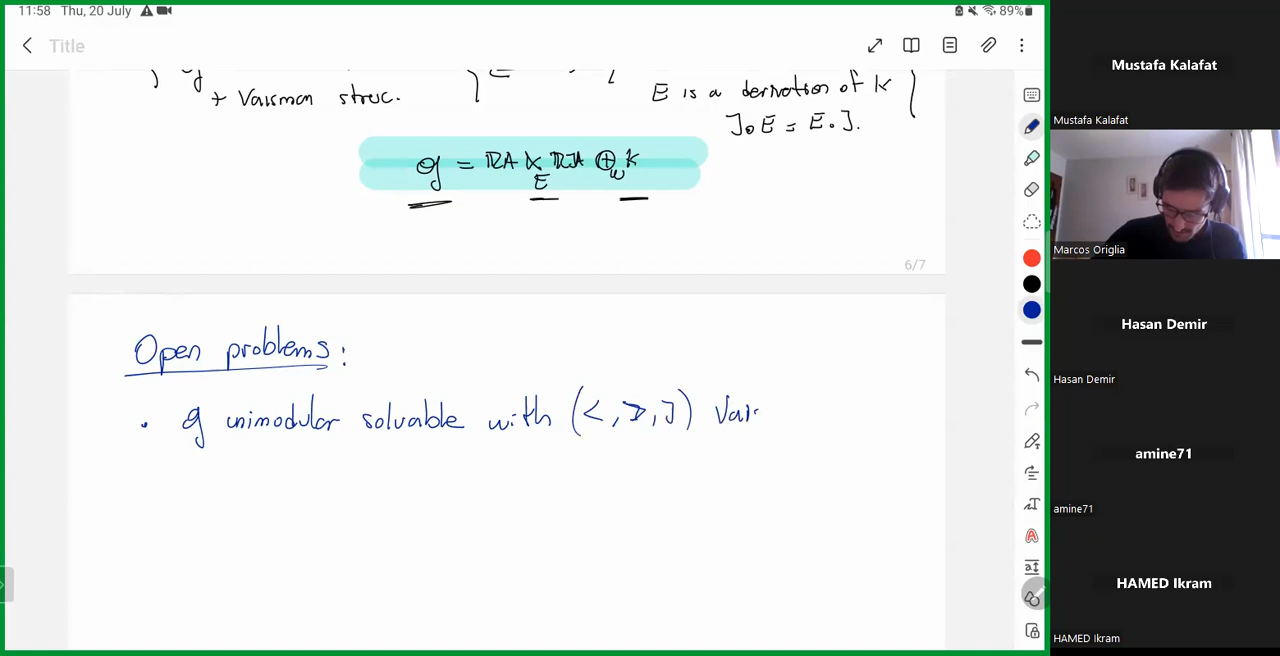 11:58 Thu, 20 July
89%
Title
+ Vaisman struc.
E is a derivation of k
J∘E = E∘J.
g = ℝA ⋉_E ℝJA ⊕_ω k
6/7
Open problems:
• g unimodular solvable with (<,>,J) Vais
Mustafa Kalafat
Mustafa Kalafat
Marcos Origlia
Hasan Demir
Hasan Demir
amine71
amine71
HAMED Ikram
HAMED Ikram